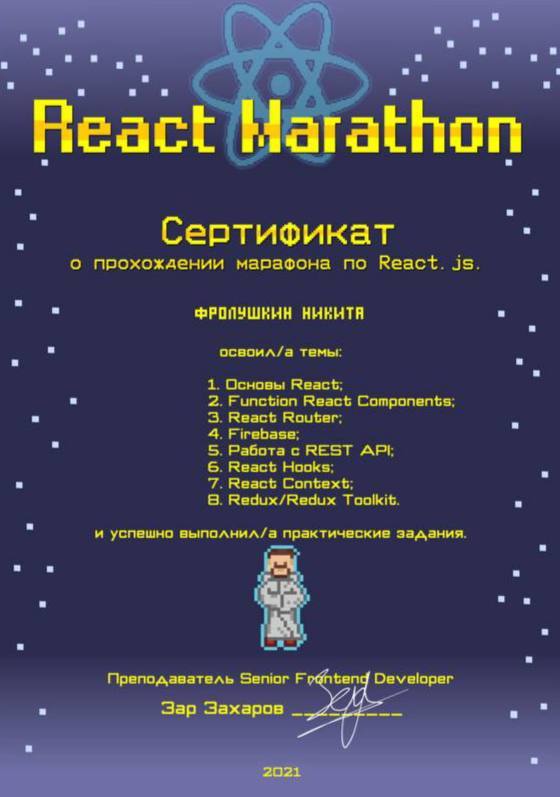 React Marathon
Сертификат
о прохождении марафона по React.js.
ФРОЛУШКИН НИКИТА
освоил/а темы:
1. Основы React;
2. Function React Components;
3. React Router;
4. Firebase;
5. Работа с REST API;
6. React Hooks;
7. React Context;
8. Redux/Redux Toolkit.
и успешно выполнил/а практические задания.
Преподаватель Senior Frontend Developer
Зар Захаров _________
2021